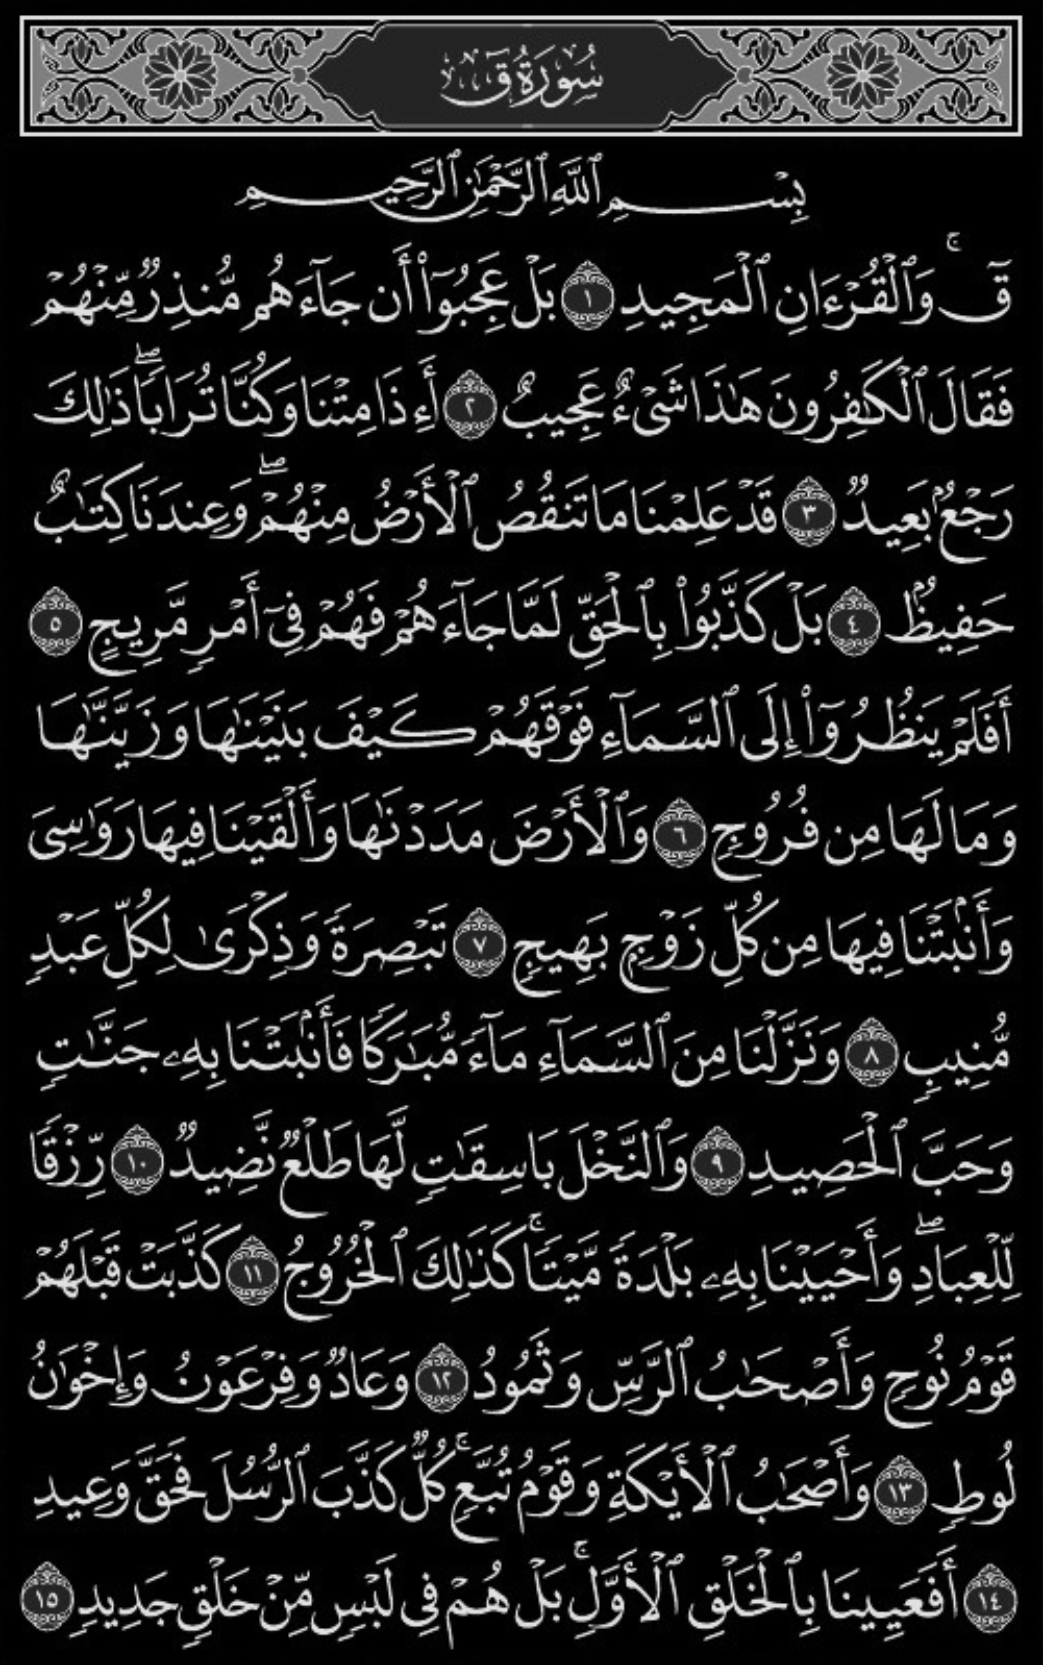 سُورَةُ قٓ
بِسْمِ ٱللَّهِ ٱلرَّحْمَٰنِ ٱلرَّحِيمِ
قٓۚ وَٱلْقُرْءَانِ ٱلْمَجِيدِ ١ بَلْ عَجِبُوٓا۟ أَن جَآءَهُم مُّنذِرٌ مِّنْهُمْ
فَقَالَ ٱلْكَٰفِرُونَ هَٰذَا شَىْءٌ عَجِيبٌ ٢ أَءِذَا مِتْنَا وَكُنَّا تُرَابًاۖ ذَٰلِكَ
رَجْعٌۢ بَعِيدٌ ٣ قَدْ عَلِمْنَا مَا تَنقُصُ ٱلْأَرْضُ مِنْهُمْۖ وَعِندَنَا كِتَٰبٌ
حَفِيظٌۢ ٤ بَلْ كَذَّبُوا۟ بِٱلْحَقِّ لَمَّا جَآءَهُمْ فَهُمْ فِىٓ أَمْرٍ مَّرِيجٍ ٥
أَفَلَمْ يَنظُرُوٓا۟ إِلَى ٱلسَّمَآءِ فَوْقَهُمْ كَيْفَ بَنَيْنَٰهَا وَزَيَّنَّٰهَا
وَمَا لَهَا مِن فُرُوجٍ ٦ وَٱلْأَرْضَ مَدَدْنَٰهَا وَأَلْقَيْنَا فِيهَا رَوَٰسِىَ
وَأَنۢبَتْنَا فِيهَا مِن كُلِّ زَوْجٍۭ بَهِيجٍ ٧ تَبْصِرَةً وَذِكْرَىٰ لِكُلِّ عَبْدٍ
مُّنِيبٍ ٨ وَنَزَّلْنَا مِنَ ٱلسَّمَآءِ مَآءً مُّبَٰرَكًا فَأَنۢبَتْنَا بِهِۦ جَنَّٰتٍ
وَحَبَّ ٱلْحَصِيدِ ٩ وَٱلنَّخْلَ بَاسِقَٰتٍ لَّهَا طَلْعٌ نَّضِيدٌ ١٠ رِّزْقًا
لِّلْعِبَادِۖ وَأَحْيَيْنَا بِهِۦ بَلْدَةً مَّيْتًاۚ كَذَٰلِكَ ٱلْخُرُوجُ ١١ كَذَّبَتْ قَبْلَهُمْ
قَوْمُ نُوحٍ وَأَصْحَٰبُ ٱلرَّسِّ وَثَمُودُ ١٢ وَعَادٌ وَفِرْعَوْنُ وَإِخْوَٰنُ
لُوطٍ ١٣ وَأَصْحَٰبُ ٱلْأَيْكَةِ وَقَوْمُ تُبَّعٍۚ كُلٌّ كَذَّبَ ٱلرُّسُلَ فَحَقَّ وَعِيدِ
١٤ أَفَعَيِينَا بِٱلْخَلْقِ ٱلْأَوَّلِۚ بَلْ هُمْ فِى لَبْسٍ مِّنْ خَلْقٍ جَدِيدٍ ١٥